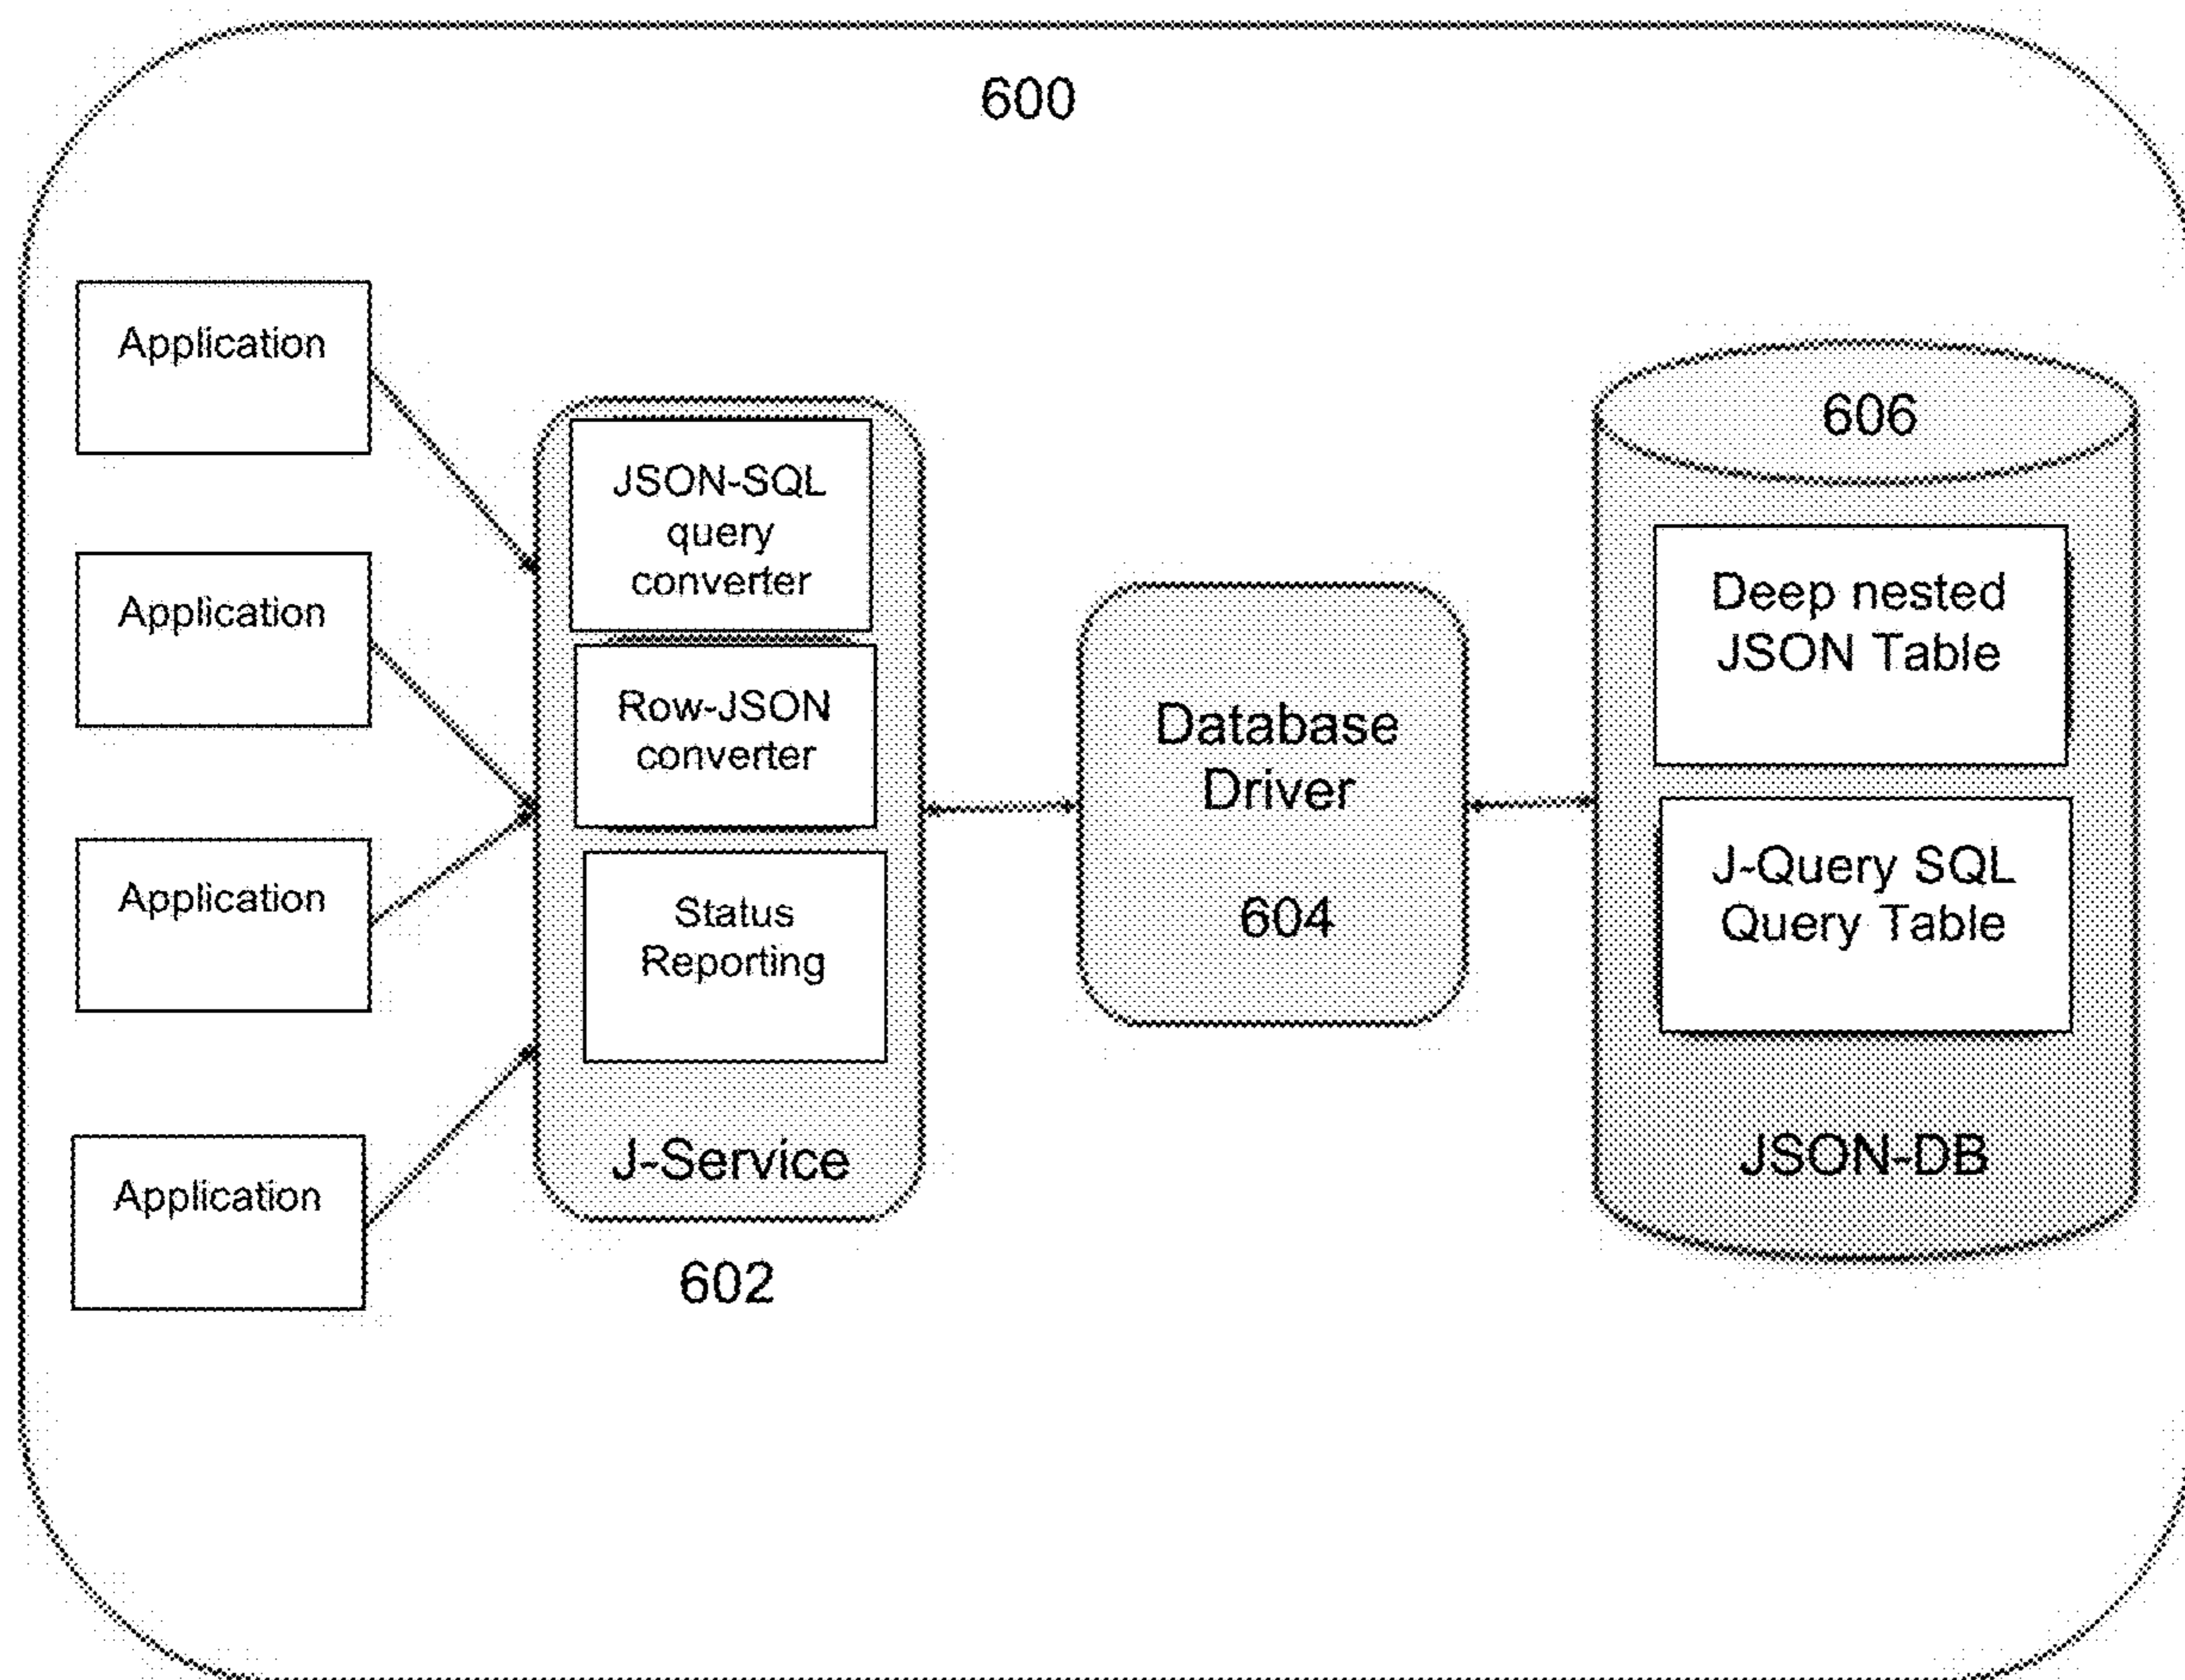 600
Application
Application
Application
Application
JSON-SQL
query
converter
Row-JSON
converter
Status
Reporting
J-Service
602
Database
Driver
604
606
Deep nested
JSON Table
J-Query SQL
Query Table
JSON-DB